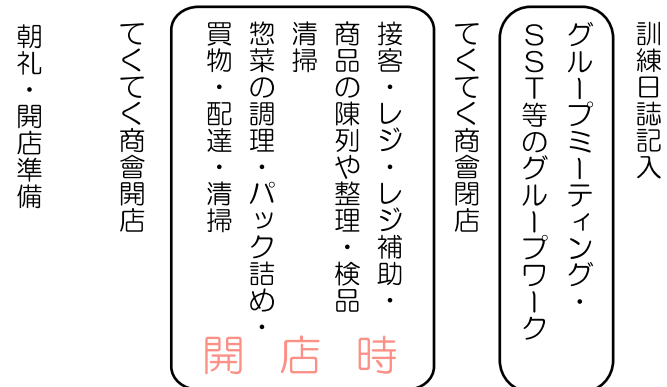 訓練日誌記入
グループミーティング・
SST等のグループワーク
てくてく商會閉店
接客・レジ・レジ補助・
商品の陳列や整理・検品
清掃
惣菜の調理・パック詰め・
買物・配達・清掃
開店時
てくてく商會開店
朝礼・開店準備